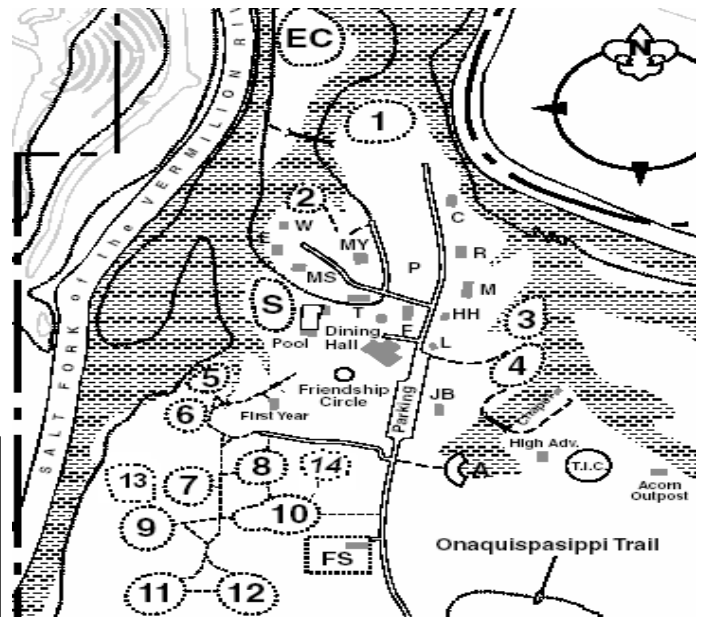 EC
N
1
SALT FORK of the VERMILION RIV
2
W
C
MY
R
P
MS
M
S
T
HH
3
Pool
Dining
Hall
E
L
4
5
Friendship
Circle
Parking
JB
Chaparral
6
First Year
High Adv.
T.I.C.
A
Acorn
Outpost
13
7
8
14
9
10
FS
Onaquispasippi Trail
11
12